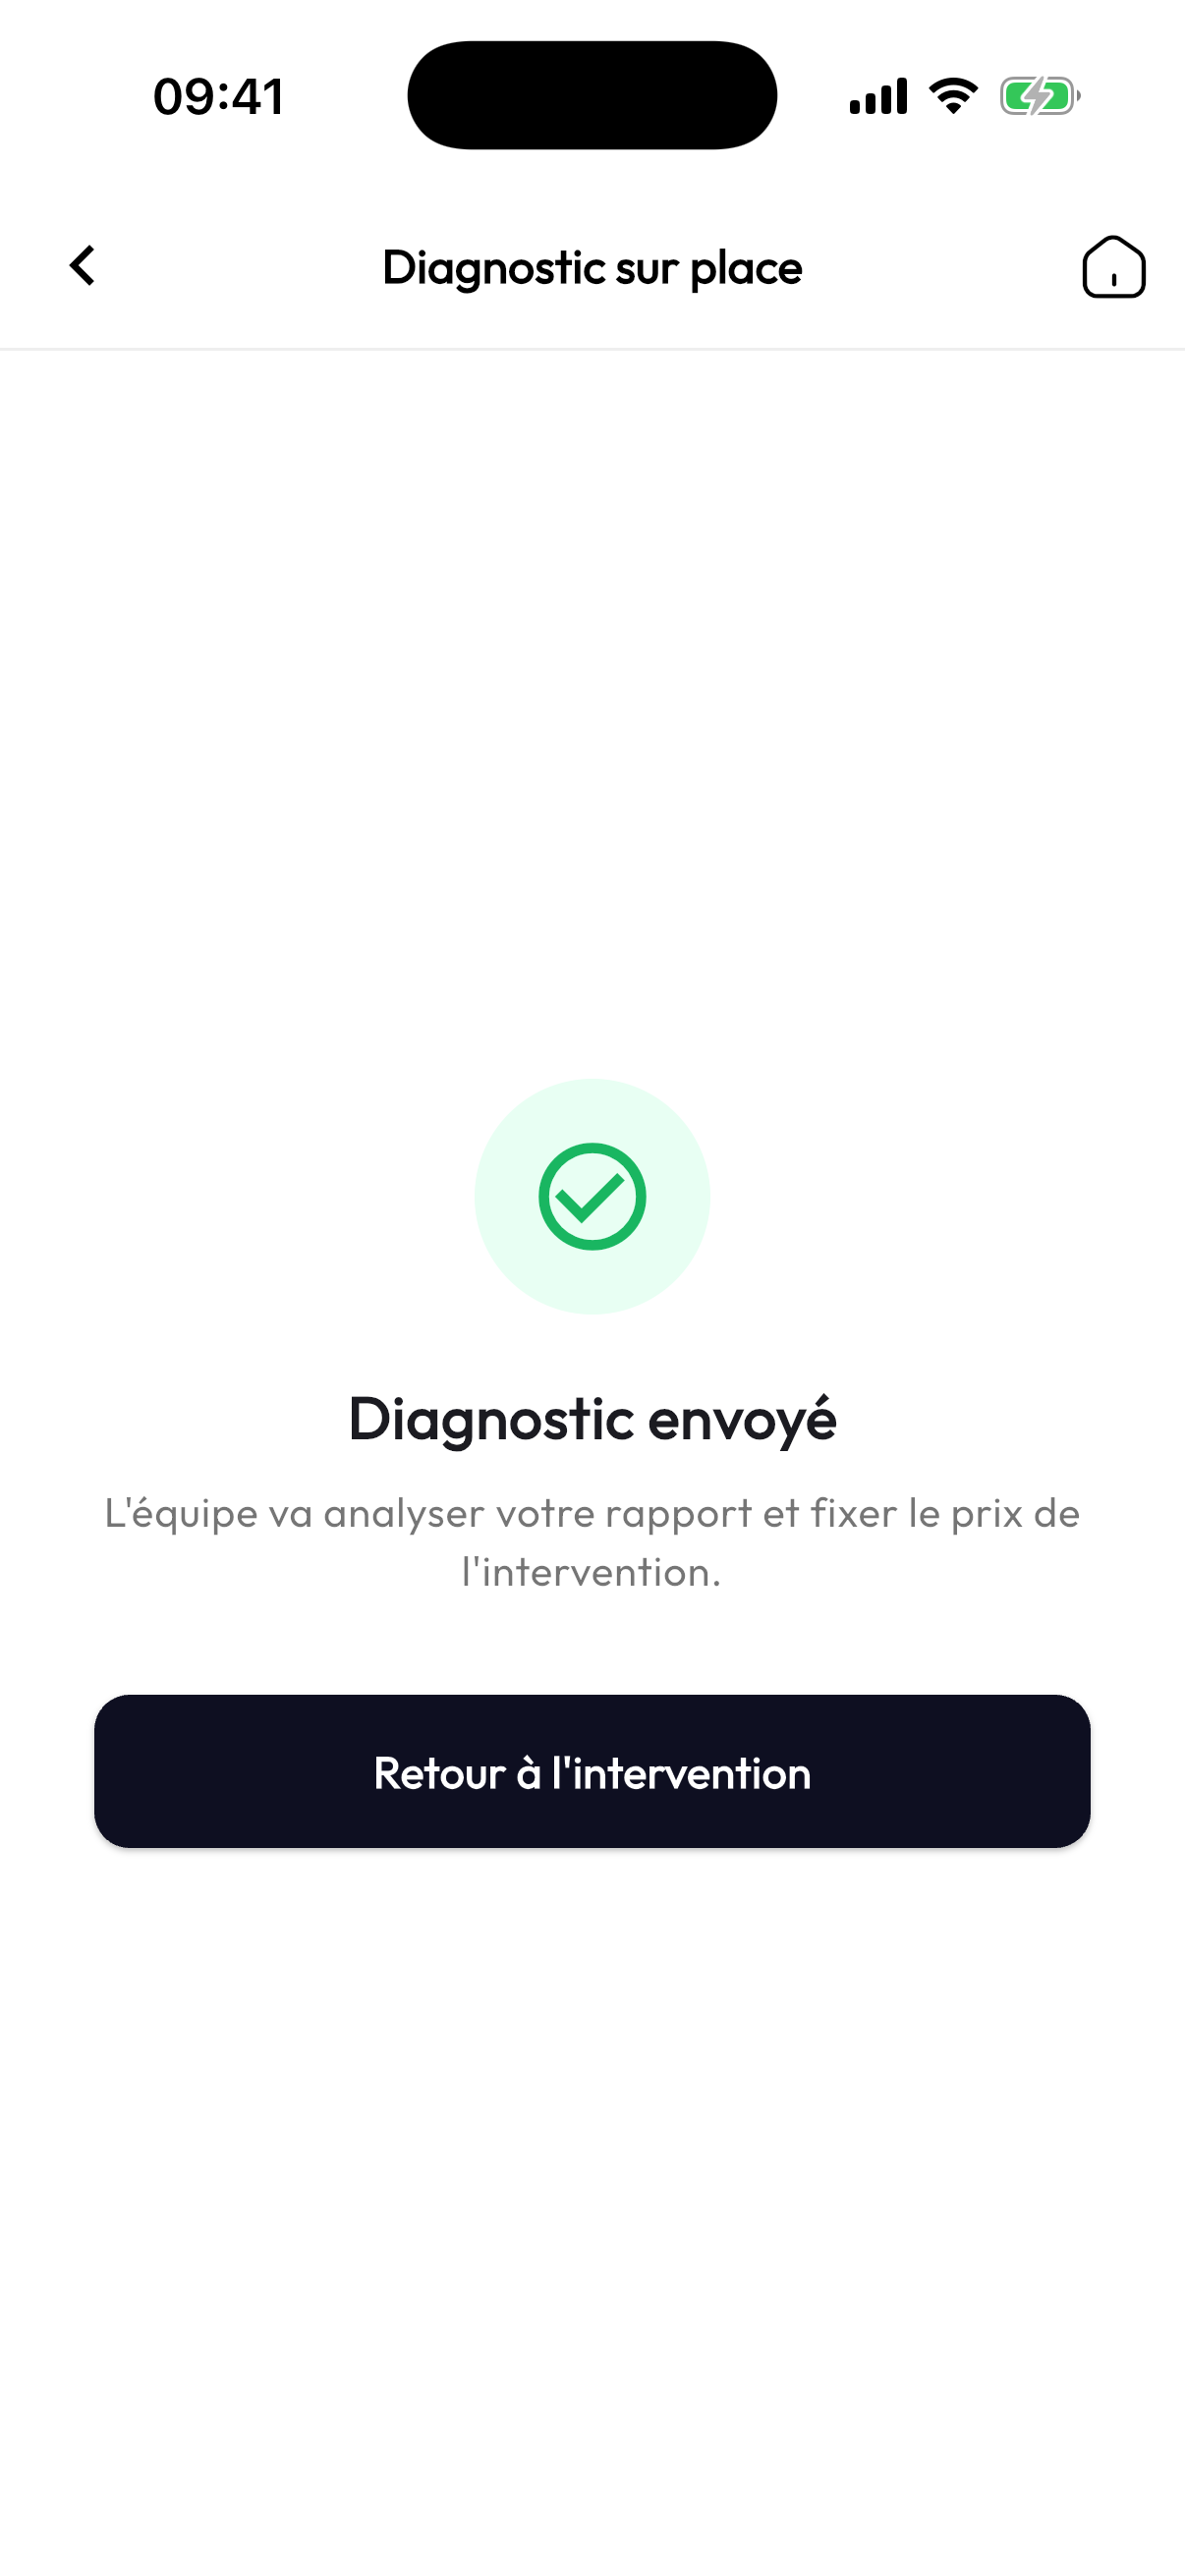 09:41
Diagnostic sur place
Diagnostic envoyé
L'équipe va analyser votre rapport et fixer le prix de
l'intervention.
Retour à l'intervention